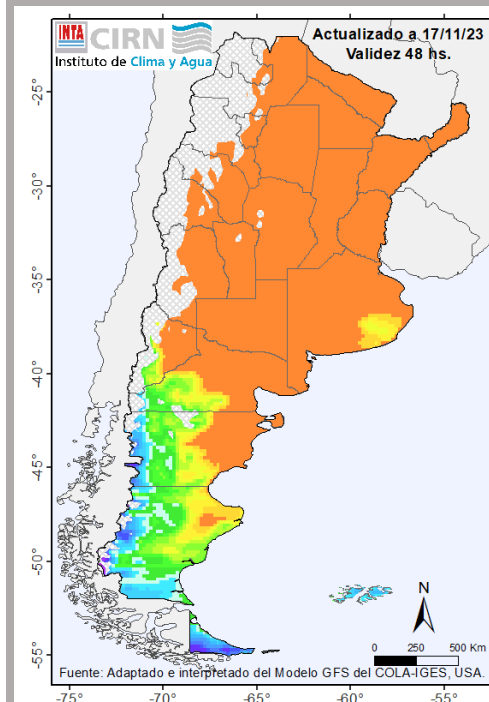 INTA CIRN
Instituto de Clima y Agua
Actualizado a 17/11/23
Validez 48 hs.
-25°
-30°
-35°
-40°
-45°
-50°
-55°
N
0 250 500 Km
Fuente: Adaptado e interpretado del Modelo GFS del COLA-IGES, USA.
-75° -70° -65° -60° -55°